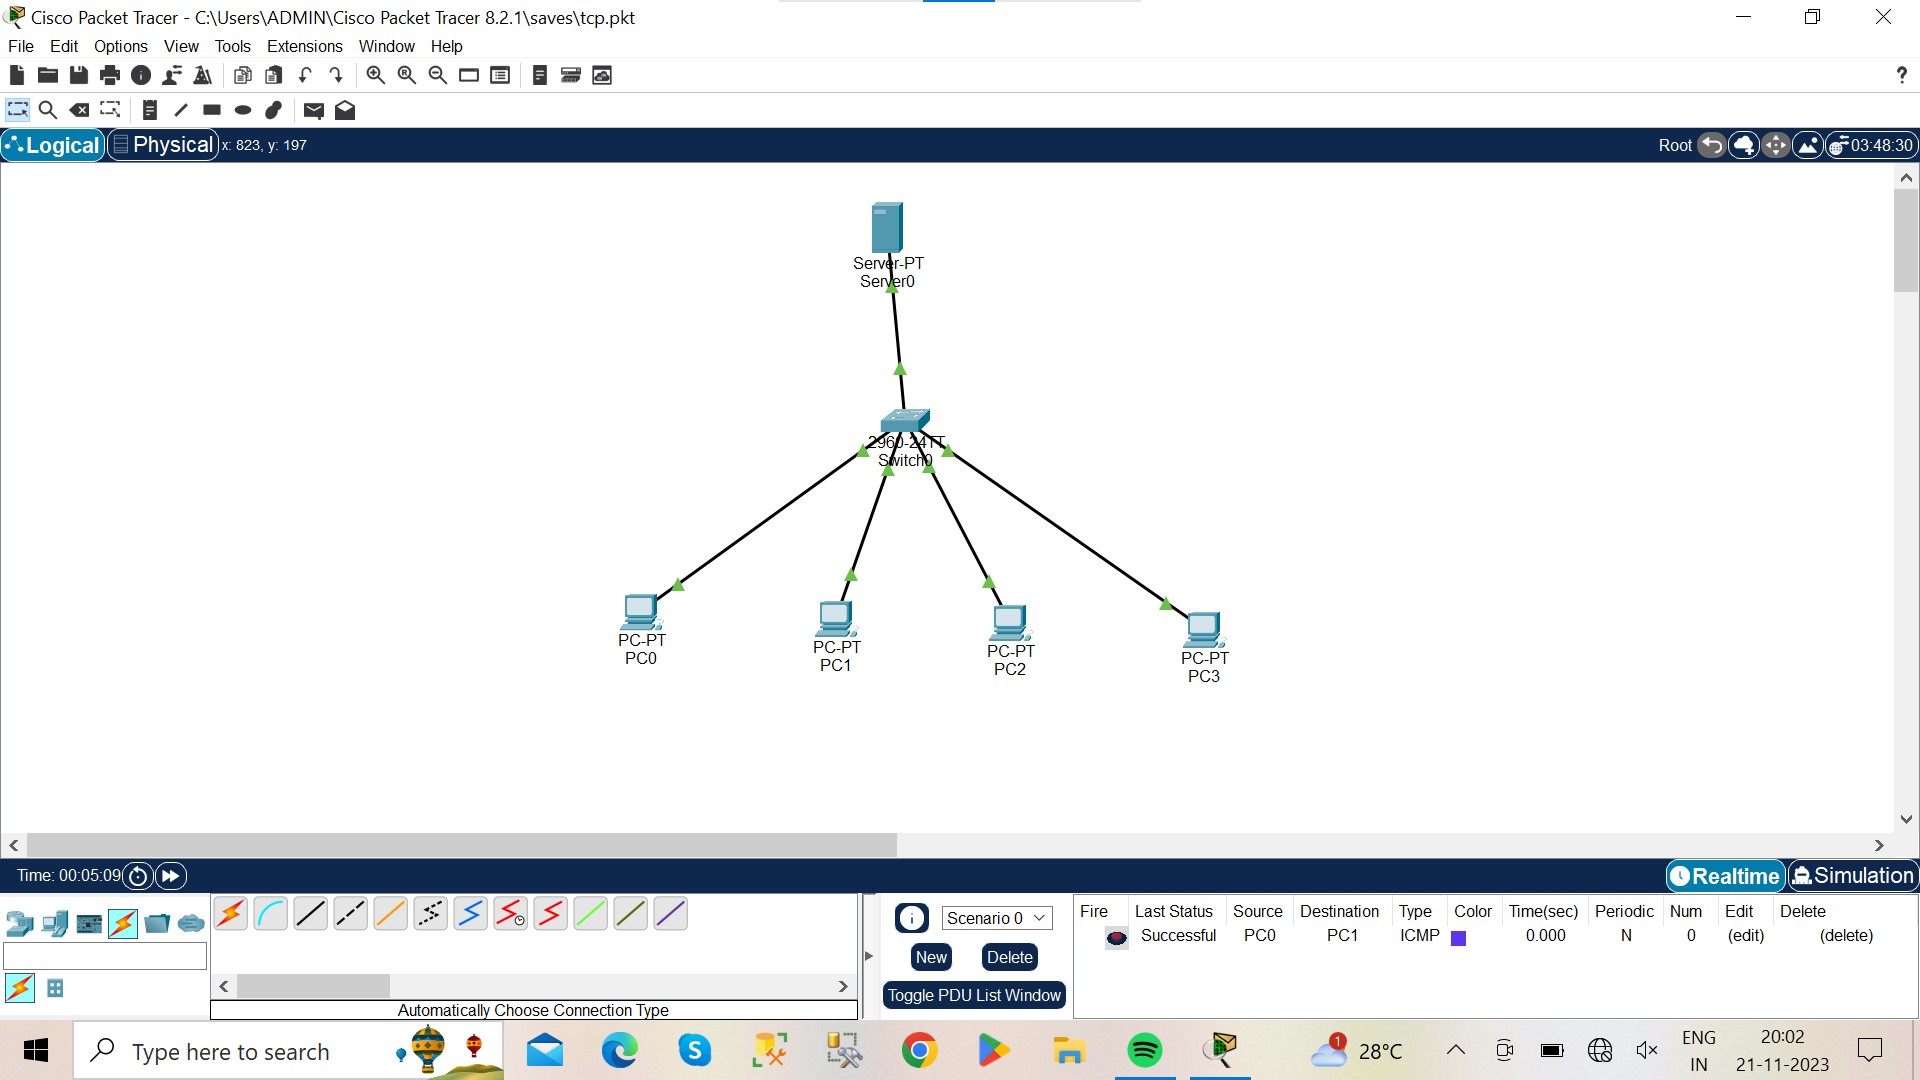 Cisco Packet Tracer - C:\Users\ADMIN\Cisco Packet Tracer 8.2.1\saves\tcp.pkt
File Edit Options View Tools Extensions Window Help
?
Logical Physical x: 823, y: 197 Root 03:48:30
Server-PT
Server0
2960-24TT
Switch0
PC-PT
PC0
PC-PT
PC1
PC-PT
PC2
PC-PT
PC3
Time: 00:05:09 Realtime Simulation
Scenario 0
New Delete
Toggle PDU List Window
Fire Last Status Source Destination Type Color Time(sec) Periodic Num Edit Delete
Successful PC0 PC1 ICMP 0.000 N 0 (edit) (delete)
Automatically Choose Connection Type
Type here to search
1
28°C
ENG
IN
20:02
21-11-2023